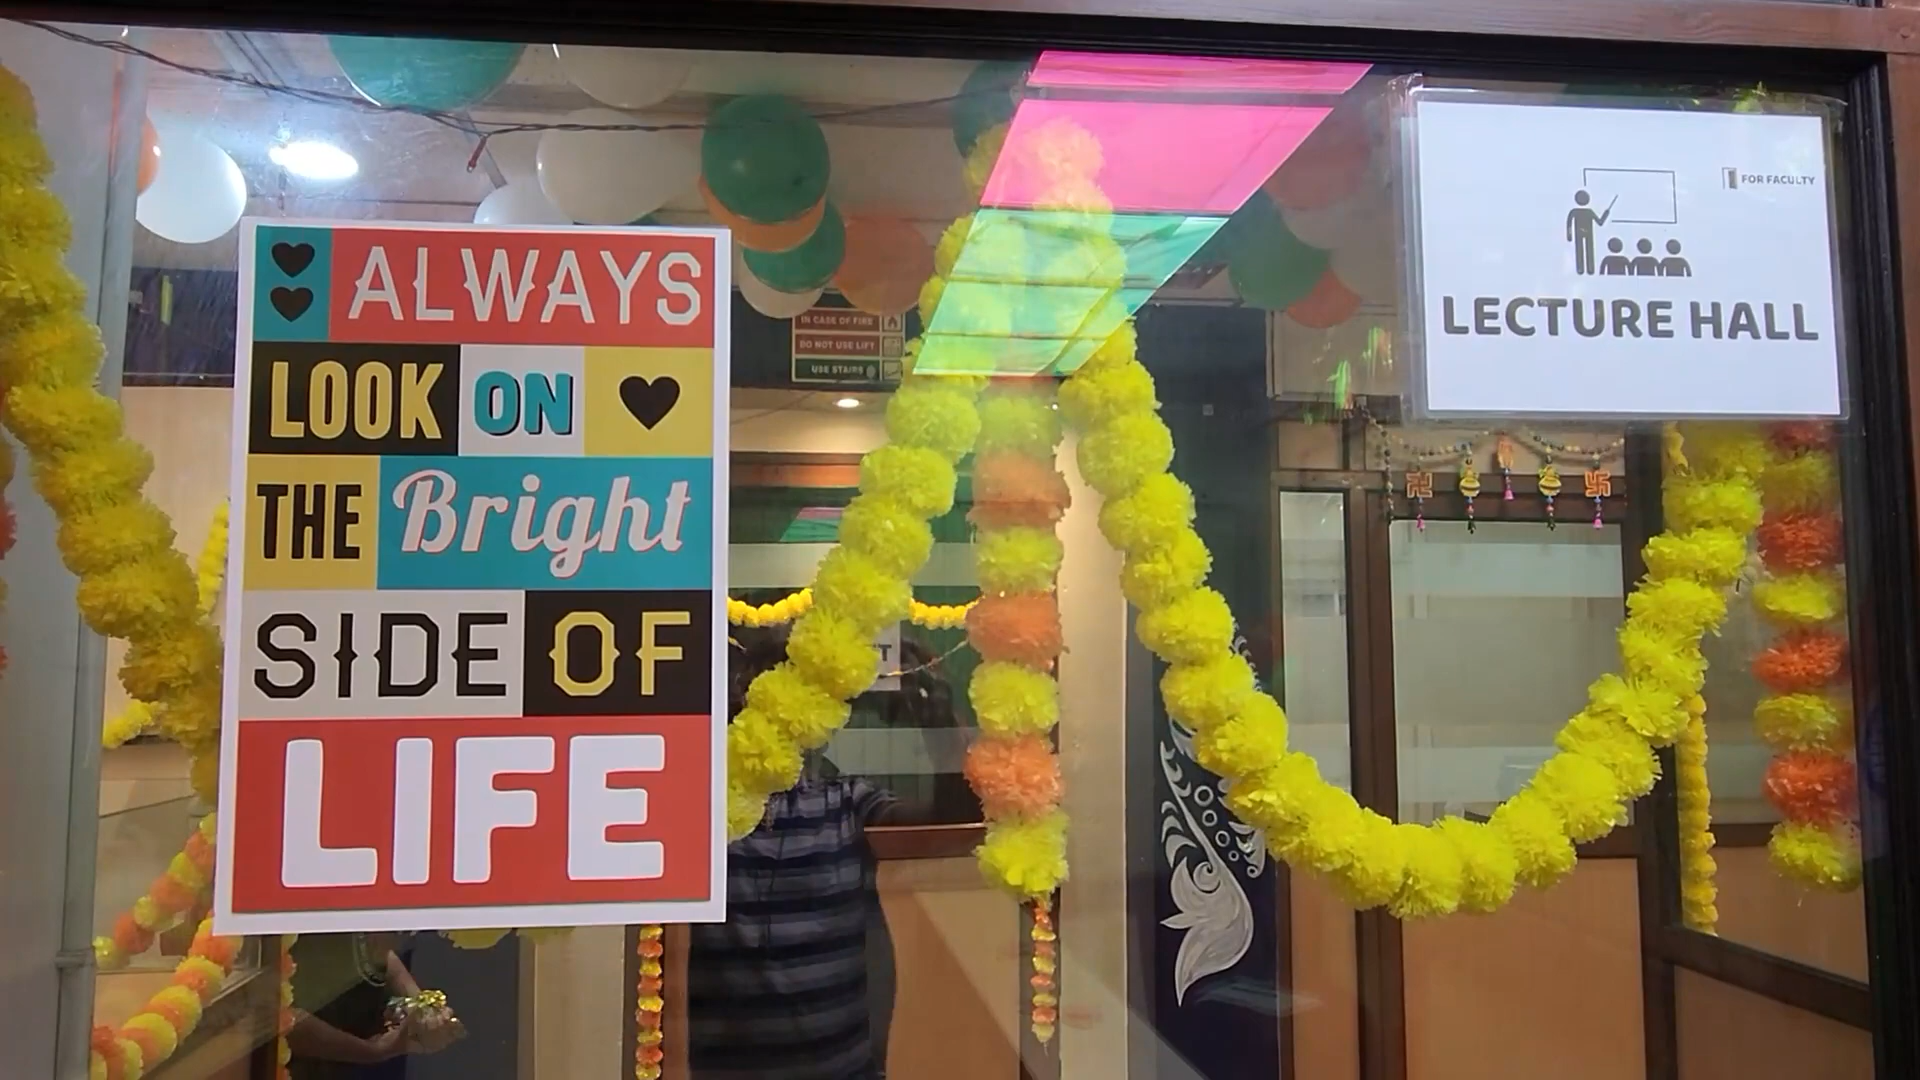 ALWAYS
LOOK ON
THE Bright
SIDE OF
LIFE
FOR FACULTY
LECTURE HALL
IN CASE OF FIRE
DO NOT USE LIFT
USE STAIRS